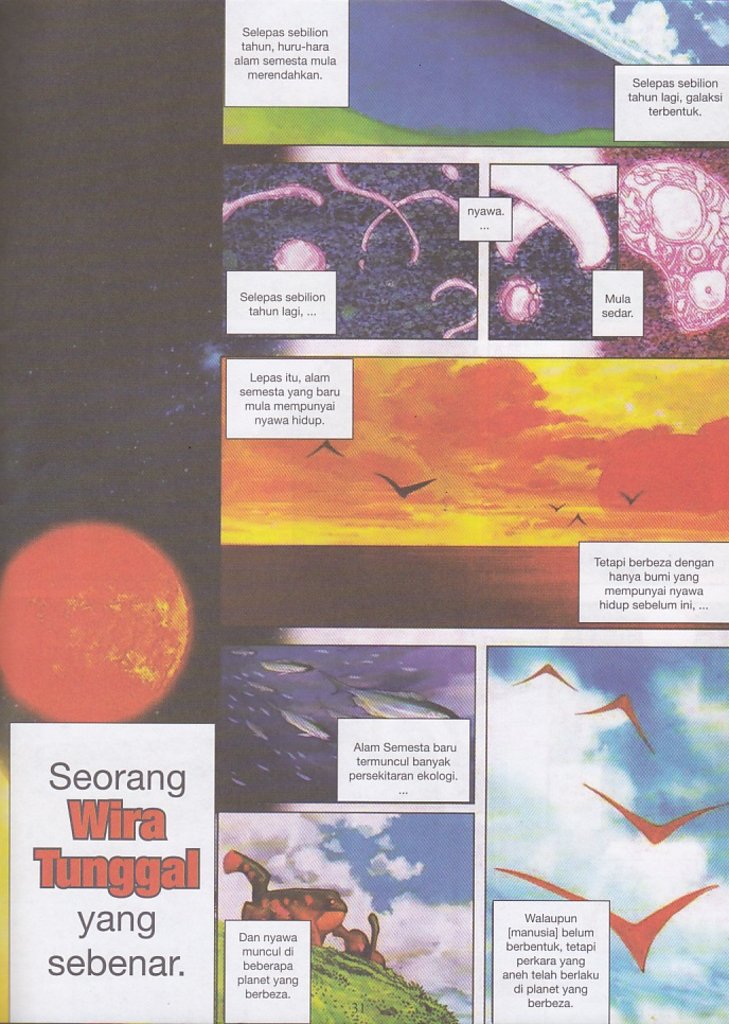 Selepas sebilion
tahun, huru-hara
alam semesta mula
merendahkan.
Selepas sebilion
tahun lagi, galaksi
terbentuk.
Selepas sebilion
tahun lagi, ...
nyawa.
...
Mula
sedar.
Lepas itu, alam
semesta yang baru
mula mempunyai
nyawa hidup.
Tetapi berbeza dengan
hanya bumi yang
mempunyai nyawa
hidup sebelum ini, ...
Alam Semesta baru
termuncul banyak
persekitaran ekologi.
...
Dan nyawa
muncul di
beberapa
planet yang
berbeza.
Walaupun
[manusia] belum
berbentuk, tetapi
perkara yang
aneh telah berlaku
di planet yang
berbeza.
Seorang
Wira
Tunggal
yang
sebenar.
31